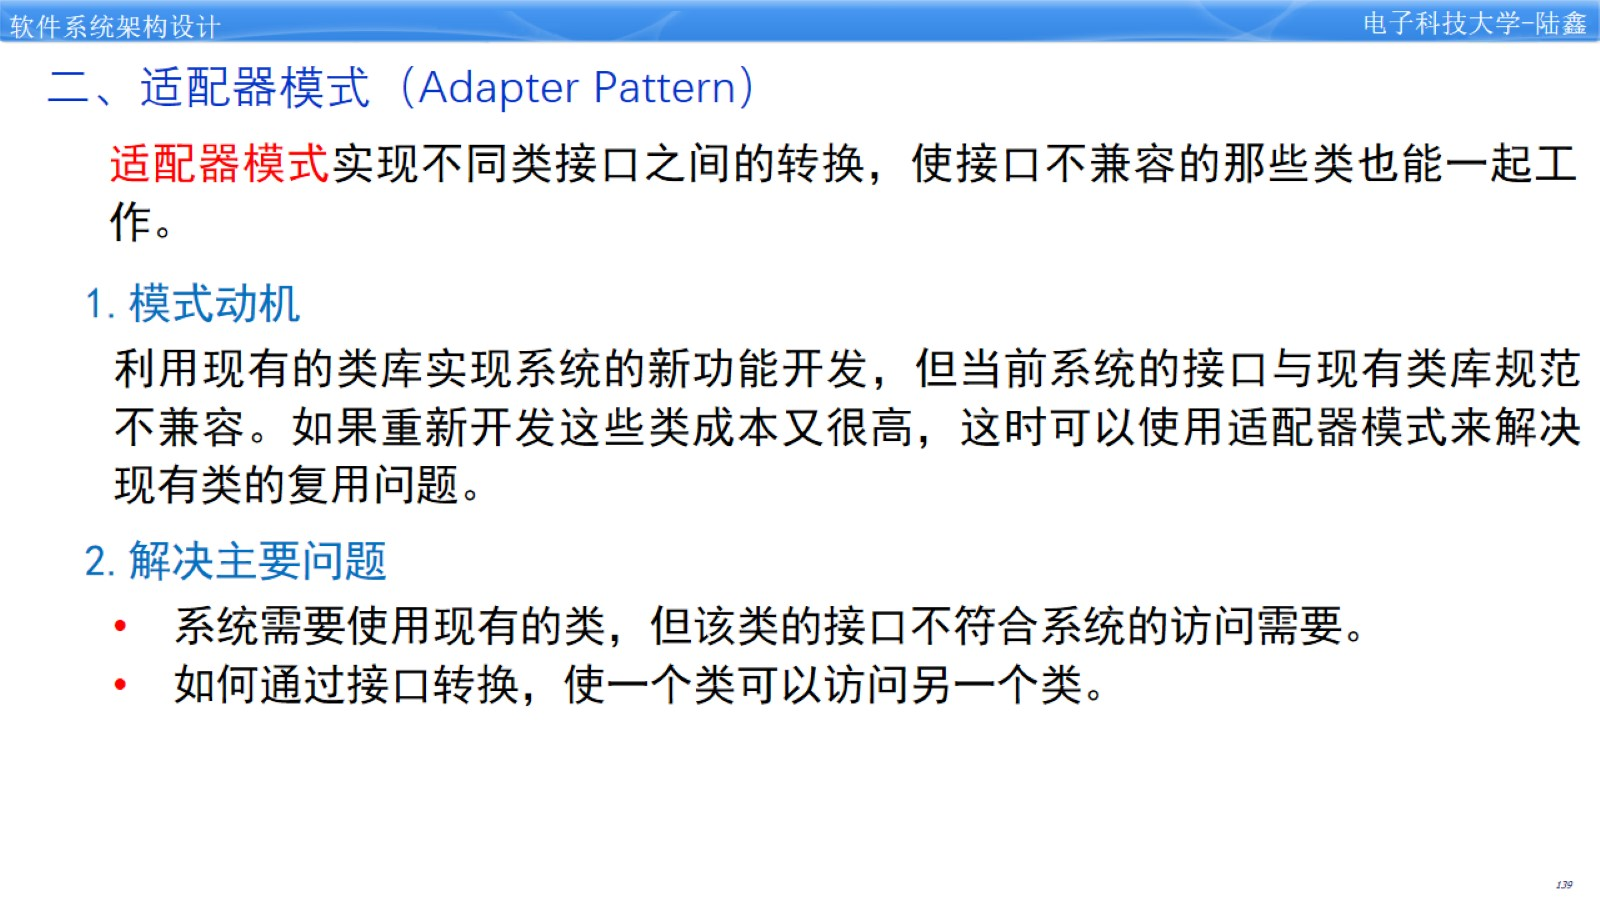 软件系统架构设计
电子科技大学-陆鑫
二、适配器模式（Adapter Pattern）
适配器模式实现不同类接口之间的转换，使接口不兼容的那些类也能一起工
作。
1.模式动机
利用现有的类库实现系统的新功能开发，但当前系统的接口与现有类库规范
不兼容。如果重新开发这些类成本又很高，这时可以使用适配器模式来解决
现有类的复用问题。
2.解决主要问题
• 系统需要使用现有的类，但该类的接口不符合系统的访问需要。
• 如何通过接口转换，使一个类可以访问另一个类。
139